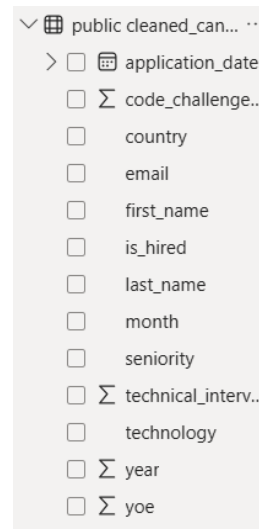 public cleaned_can... ..
application_date
Σ code_challenge..
country
email
first_name
is_hired
last_name
month
seniority
Σ technical_interv..
technology
Σ year
Σ yoe